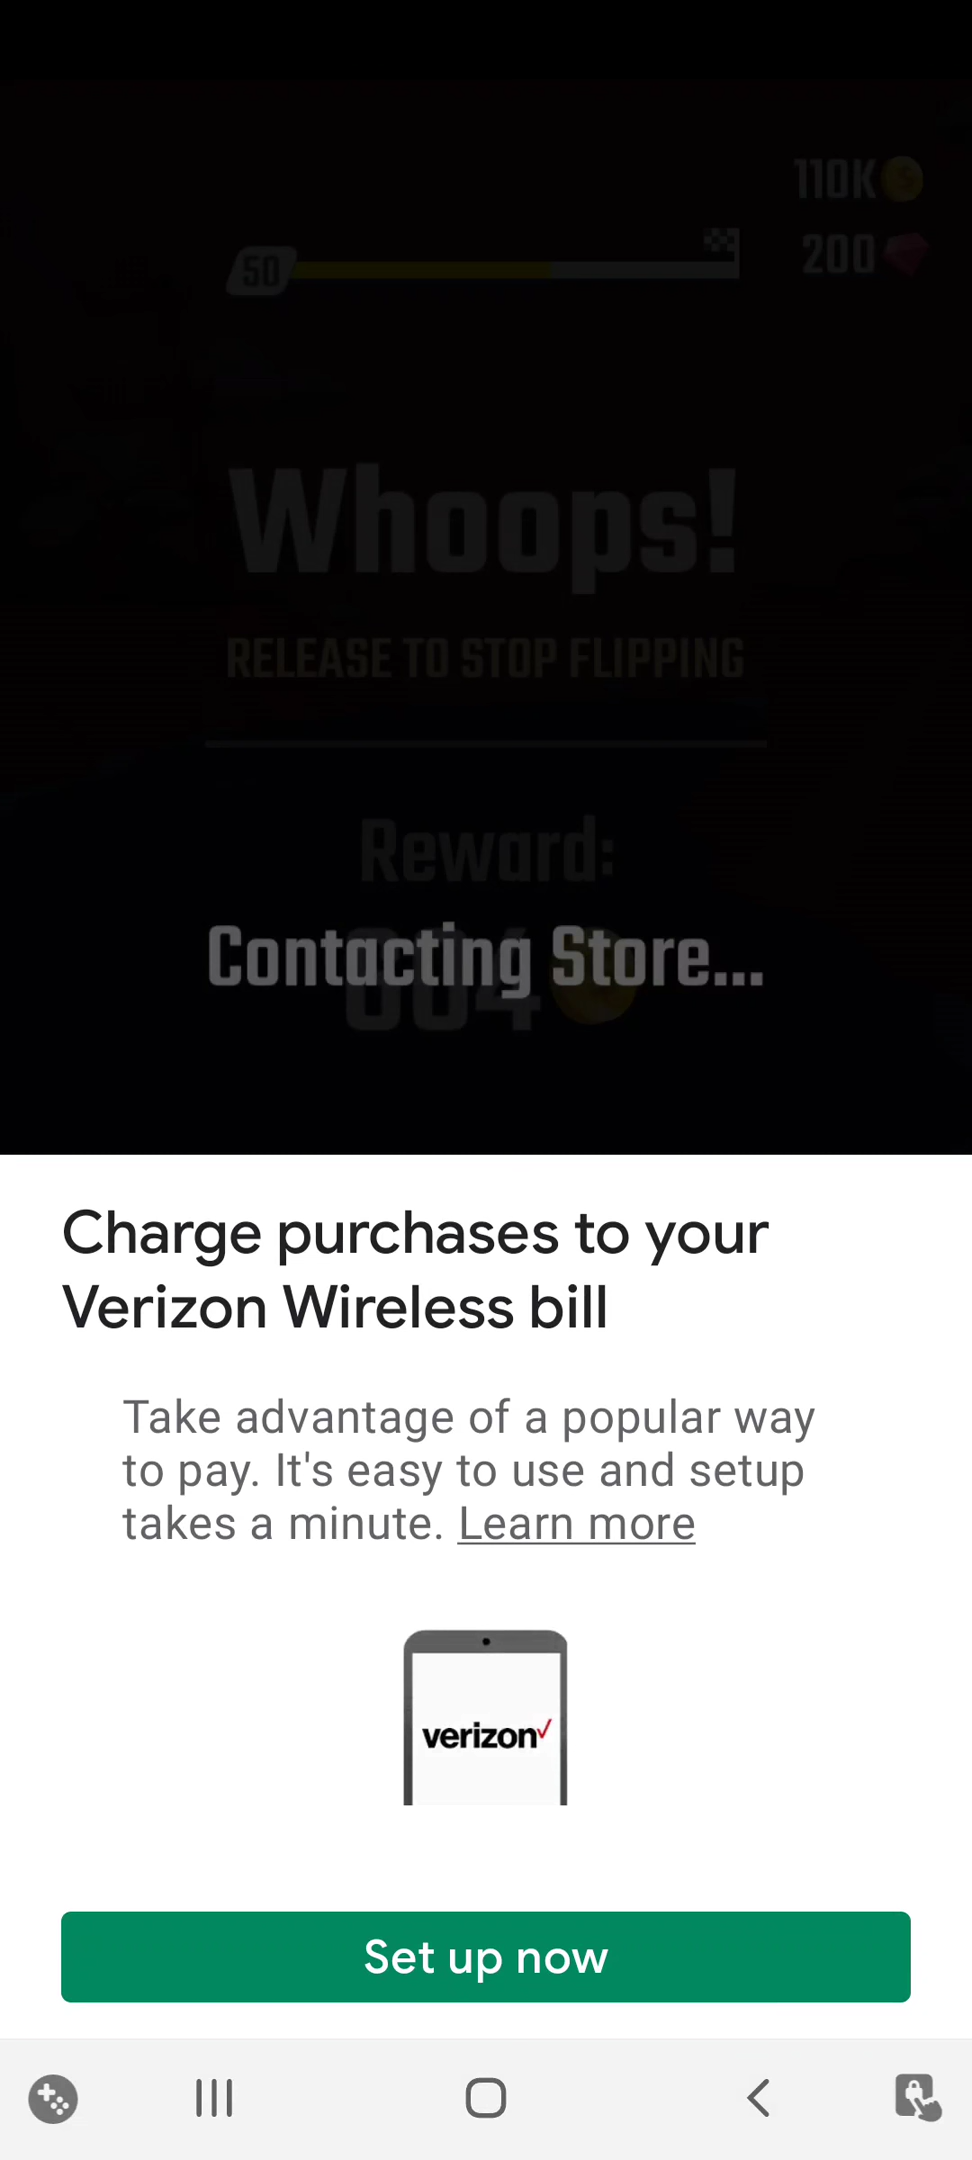 110K
200
50
Whoops!
RELEASE TO STOP FLIPPING
Reward:
Contacting Store...
Charge purchases to your
Verizon Wireless bill
Take advantage of a popular way
to pay. It's easy to use and setup
takes a minute. Learn more
verizon
Set up now